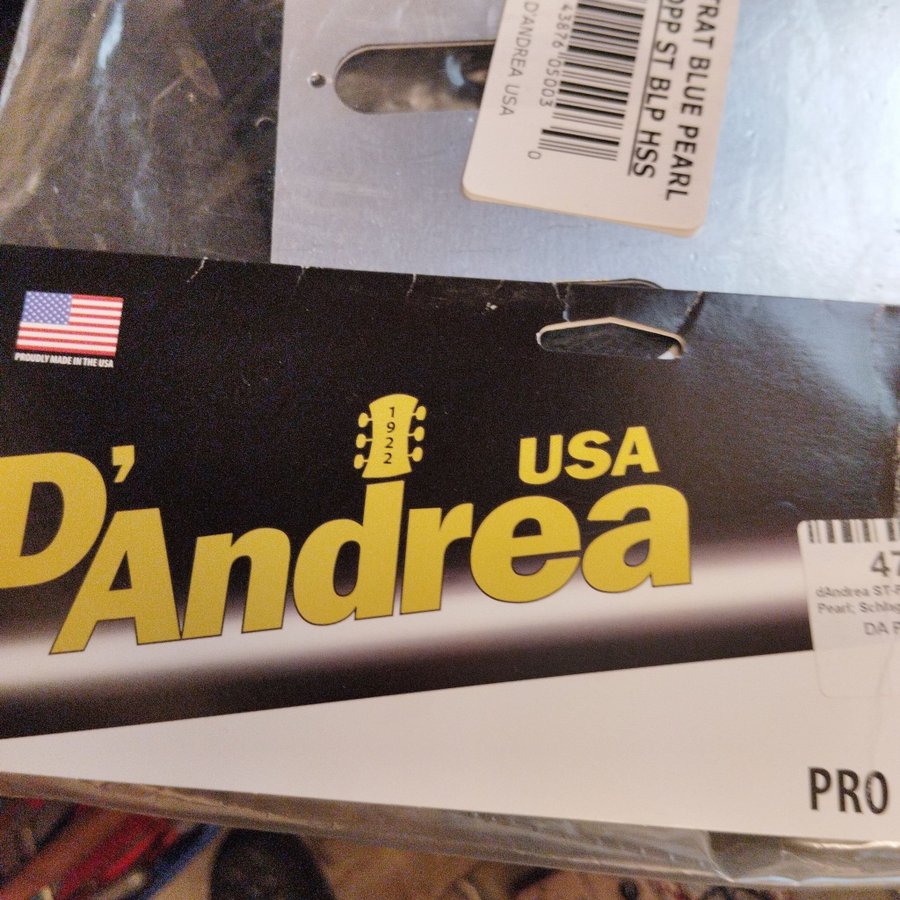 TRAT BLUE PEARL
OPP ST BLP HSS
43876 05003 0
D'ANDREA USA
PROUDLY MADE IN THE USA
1922
USA
D'Andrea
47
dAndrea ST-P
Pearl; Schlag
DA P
PRO